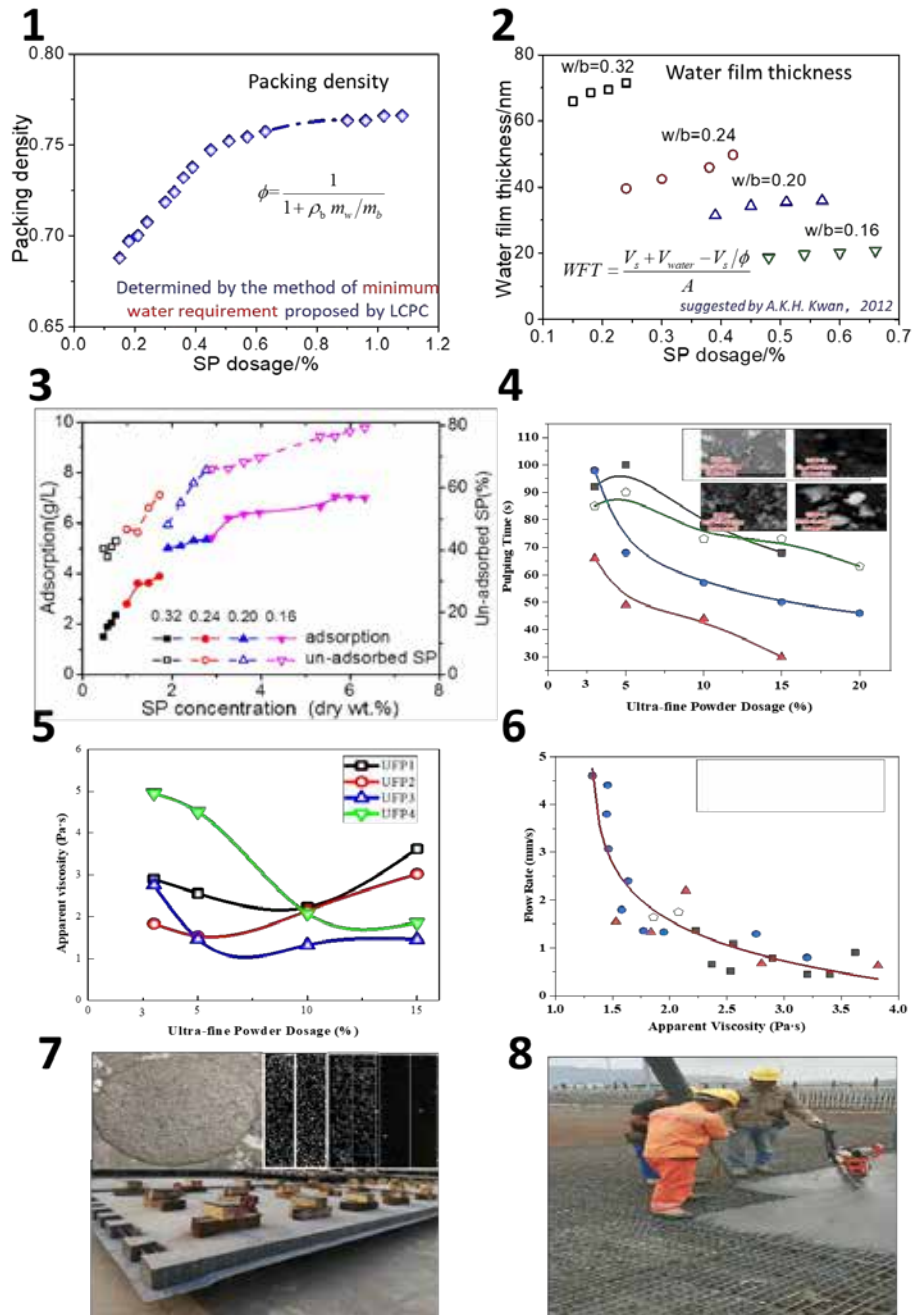 1
0.80
Packing density
0.75
Packing density
ϕ=1/(1+ρb mw/mb)
0.70
Determined by the method of minimum
water requirement proposed by LCPC
0.65
0.0 0.2 0.4 0.6 0.8 1.0 1.2
SP dosage/%
2
80
w/b=0.32
Water film thickness
60
Water film thickness/nm
w/b=0.24
40
w/b=0.20
w/b=0.16
20
WFT=(Vs+Vwater−Vs/ϕ)/A
suggested by A.K.H. Kwan, 2012
0
0.1 0.2 0.3 0.4 0.5 0.6 0.7
SP dosage/%
3
10
8
6
4
2
0
Adsorption(g/L)
80
60
40
20
0
Un-adsorbed SP(%)
0.32 0.24 0.20 0.16
adsorption
un-adsorbed SP
0 2 4 6 8
SP concentration (dry wt.%)
4
110
100
90
80
70
60
50
40
30
Pulping Time (s)
3 5 10 15 20
Ultra-fine Powder Dosage (%)
5
6
5
4
3
2
1
0
Apparent viscosity (Pa·s)
UFP1
UFP2
UFP3
UFP4
3 5 10 15
Ultra-fine Powder Dosage (%)
6
5
4
3
2
1
0
Flow Rate (mm/s)
1.0 1.5 2.0 2.5 3.0 3.5 4.0
Apparent Viscosity (Pa·s)
7
8